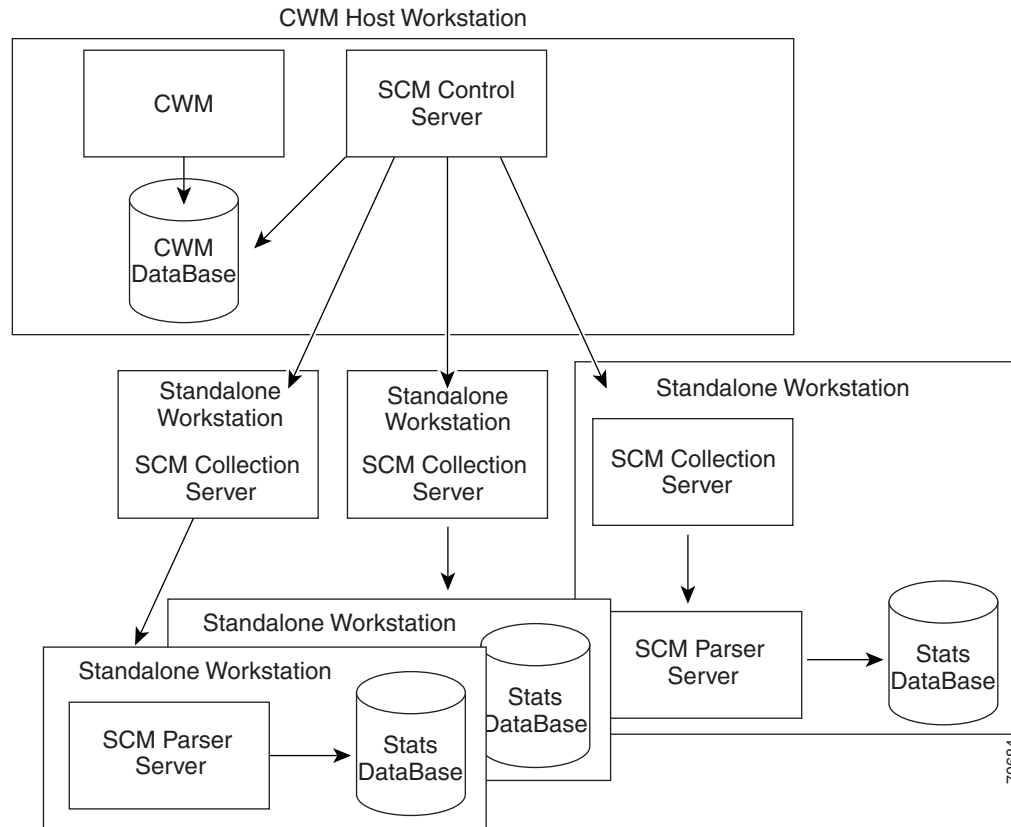 CWM Host Workstation
CWM
SCM Control
Server
CWM
DataBase
Standalone
Workstation
SCM Collection
Server
Standalone
Workstation
SCM Collection
Server
Standalone Workstation
SCM Collection
Server
SCM Parser
Server
Stats
DataBase
Standalone Workstation
Stats
DataBase
Standalone Workstation
SCM Parser
Server
Stats
DataBase